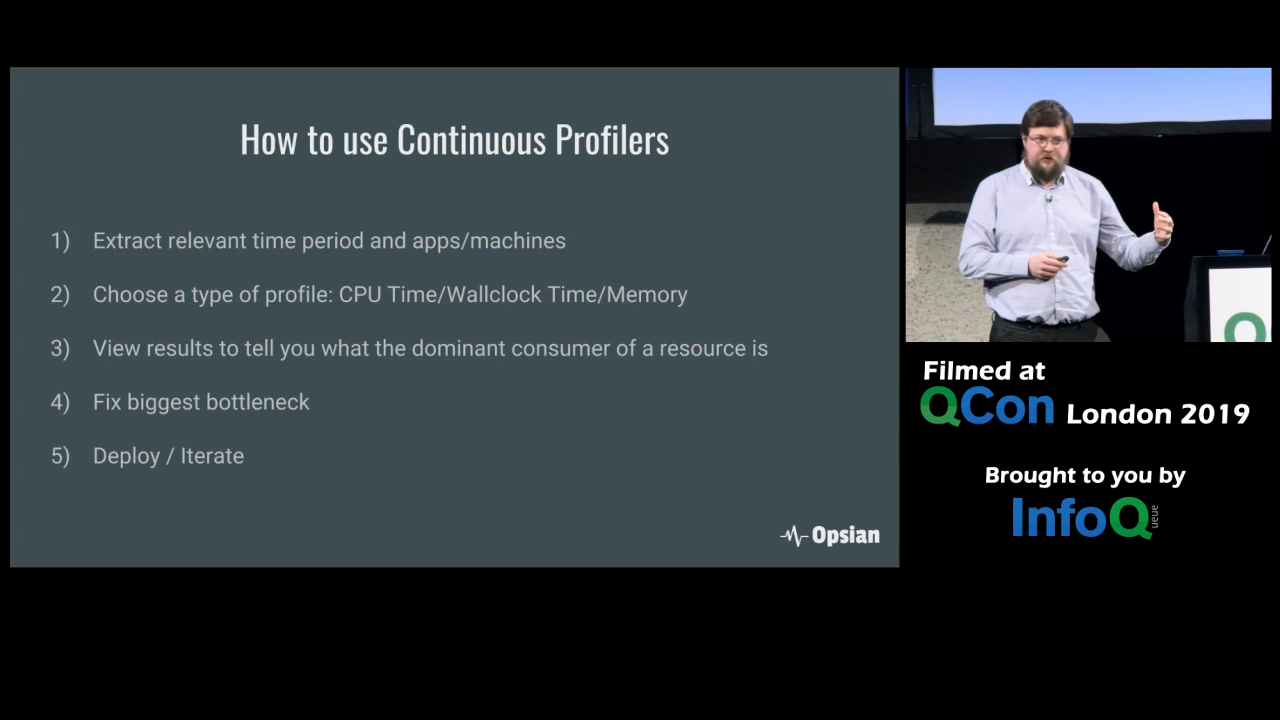 How to use Continuous Profilers
1) Extract relevant time period and apps/machines
2) Choose a type of profile: CPU Time/Wallclock Time/Memory
3) View results to tell you what the dominant consumer of a resource is
4) Fix biggest bottleneck
5) Deploy / Iterate
Opsian
Q
Filmed at
QCon London 2019
Brought to you by
InfoQ
ueue